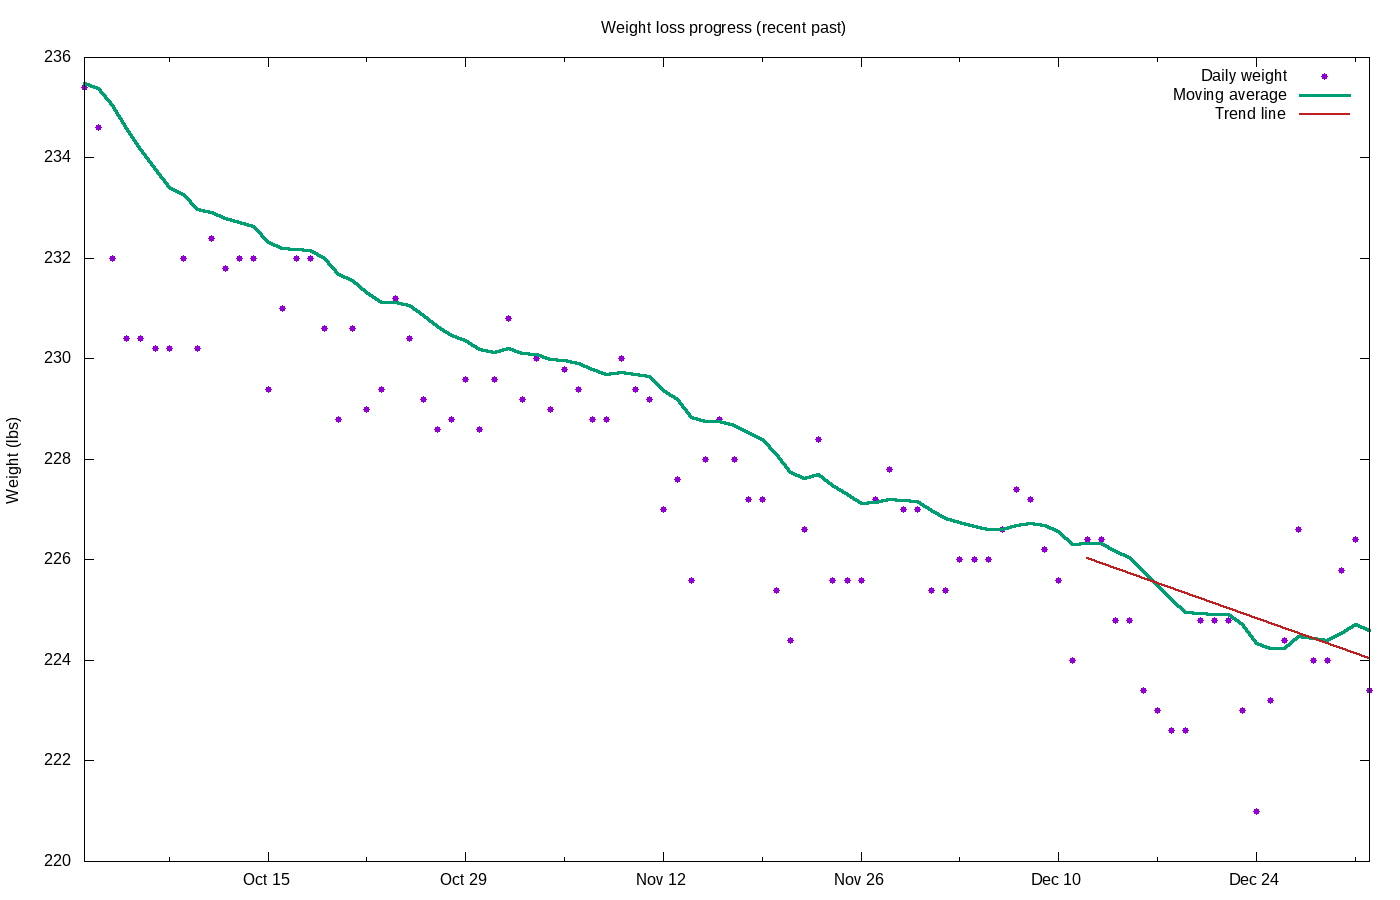 Weight loss progress (recent past)
Daily weight
Moving average
Trend line
236
234
232
230
228
226
224
222
220
Weight (lbs)
Oct 15
Oct 29
Nov 12
Nov 26
Dec 10
Dec 24